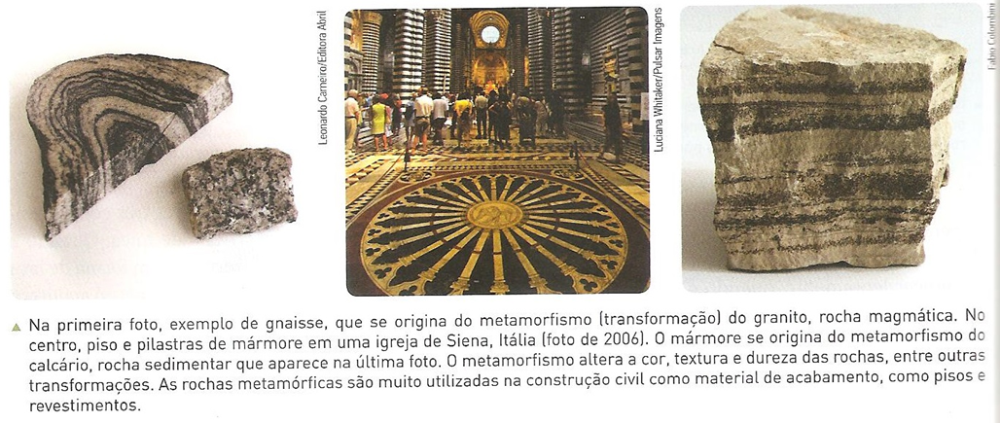 Leonardo Carneiro/Editora Abril
Luciana Whitaker/Pulsar Imagens
Fabio Colombini
Na primeira foto, exemplo de gnaisse, que se origina do metamorfismo (transformação) do granito, rocha magmática. No
centro, piso e pilastras de mármore em uma igreja de Siena, Itália (foto de 2006). O mármore se origina do metamorfismo do
calcário, rocha sedimentar que aparece na última foto. O metamorfismo altera a cor, textura e dureza das rochas, entre outras
transformações. As rochas metamórficas são muito utilizadas na construção civil como material de acabamento, como pisos e
revestimentos.